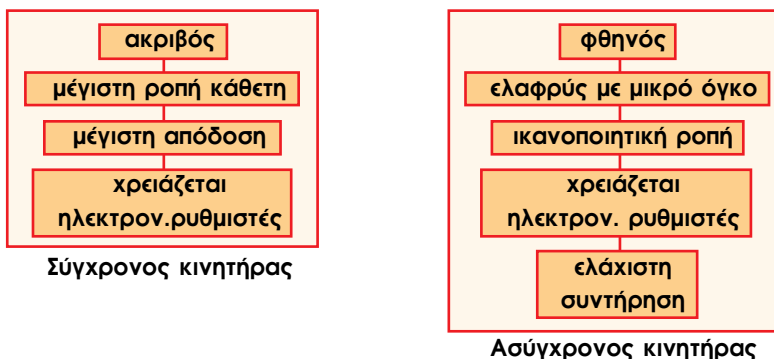 ακριβός
μέγιστη ροπή κάθετη
μέγιστη απόδοση
χρειάζεται
ηλεκτρον.ρυθμιστές
Σύγχρονος κινητήρας
φθηνός
ελαφρύς με μικρό όγκο
ικανοποιητική ροπή
χρειάζεται
ηλεκτρον. ρυθμιστές
ελάχιστη
συντήρηση
Ασύγχρονος κινητήρας